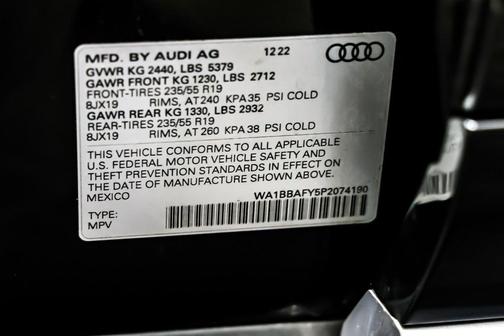 MFD. BY AUDI AG 12 22
GVWR KG 2440, LBS 5379
GAWR FRONT KG 1230, LBS 2712
FRONT-TIRES 235/55 R19
8JX19 RIMS, AT 240 KPA 35 PSI COLD
GAWR REAR KG 1330, LBS 2932
REAR-TIRES 235/55 R19
8JX19 RIMS, AT 260 KPA 38 PSI COLD
THIS VEHICLE CONFORMS TO ALL APPLICABLE
U.S. FEDERAL MOTOR VEHICLE SAFETY AND
THEFT PREVENTION STANDARDS IN EFFECT ON
THE DATE OF MANUFACTURE SHOWN ABOVE.
MEXICO WA1BBAFY5P2074190
TYPE:
MPV